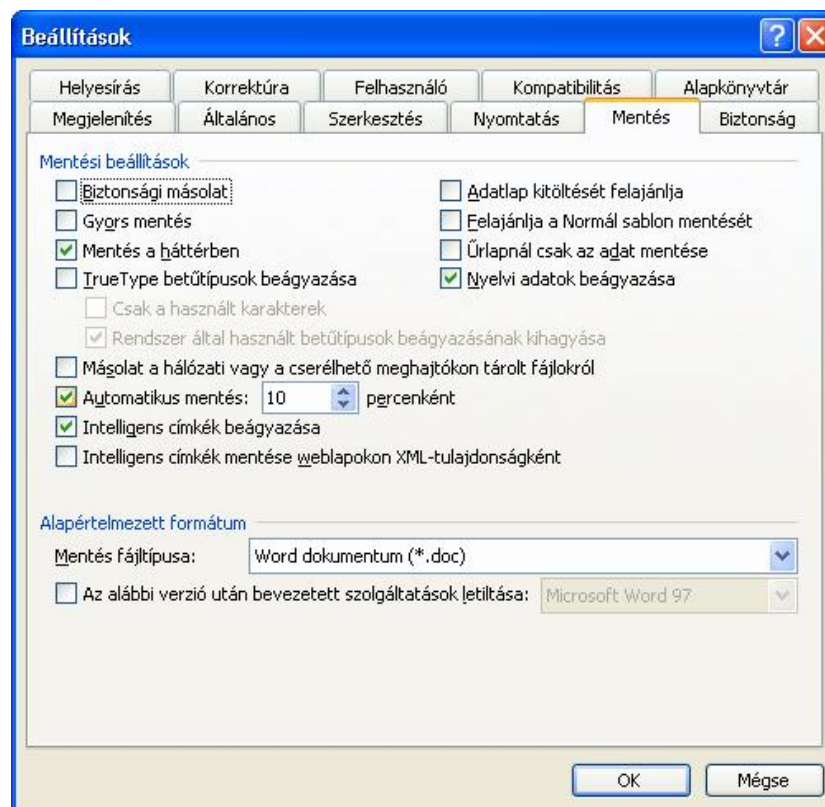 Beállítások
Helyesírás Korrektúra Felhasználó Kompatibilitás Alapkönyvtár
Megjelenítés Általános Szerkesztés Nyomtatás Mentés Biztonság
Mentési beállítások
Biztonsági másolat Adatlap kitöltését felajánlja
Gyors mentés Felajánlja a Normál sablon mentését
Mentés a háttérben Űrlapnál csak az adat mentése
TrueType betűtípusok beágyazása Nyelvi adatok beágyazása
Csak a használt karakterek
Rendszer által használt betűtípusok beágyazásának kihagyása
Másolat a hálózati vagy a cserélhető meghajtókon tárolt fájlokról
Automatikus mentés: 10 percenként
Intelligens címkék beágyazása
Intelligens címkék mentése weblapokon XML-tulajdonságként
Alapértelmezett formátum
Mentés fájltípusa: Word dokumentum (*.doc)
Az alábbi verzió után bevezetett szolgáltatások letiltása: Microsoft Word 97
OK Mégse